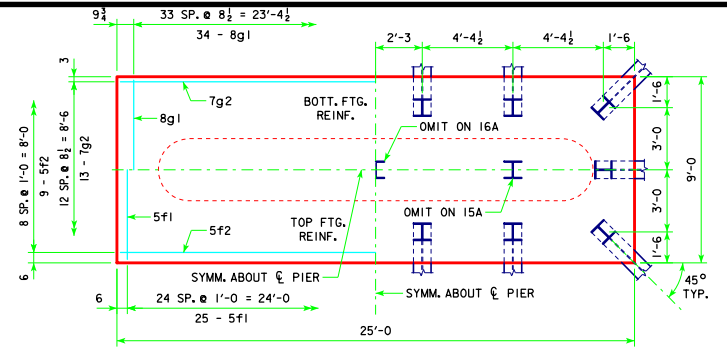 9¾
33 SP. @ 8½ = 23'-4½
34 - 8g1
2'-3
4'-4½
4'-4½
1'-6
3
7g2
BOTT. FTG.
REINF.
8g1
OMIT ON 16A
1'-6
3'-0
9'-0
3'-0
1'-6
8 SP. @ 1'-0 = 8'-0
9 - 5f2
12 SP. @ 8½ = 8'-6
13 - 7g2
5f1
TOP FTG.
REINF.
OMIT ON 15A
5f2
SYMM. ABOUT ℄ PIER
6
6
24 SP. @ 1'-0 = 24'-0
25 - 5f1
SYMM. ABOUT ℄ PIER
45°
TYP.
25'-0